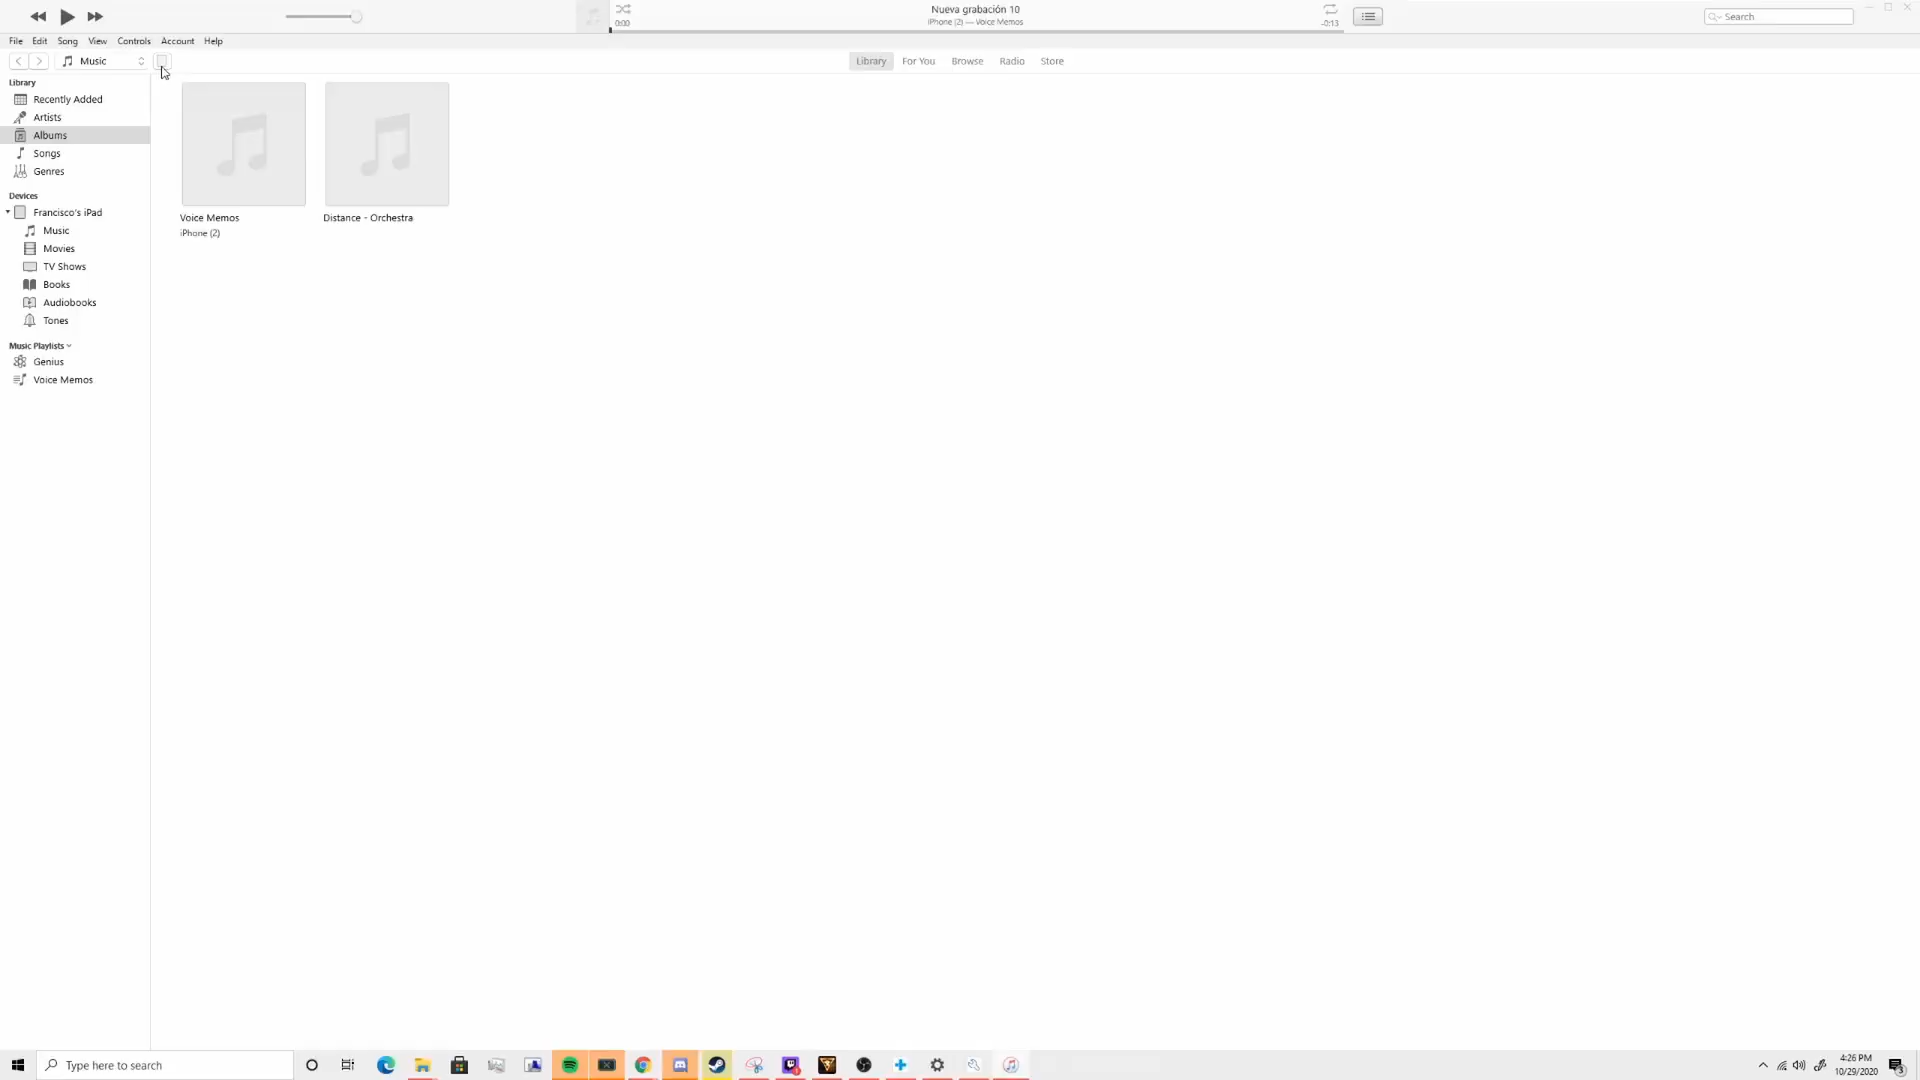 Nueva grabación 10
iPhone (2) — Voice Memos
0:00
-0:13
Search
File Edit Song View Controls Account Help
Music
Library For You Browse Radio Store
Library
Recently Added
Artists
Albums
Songs
Genres
Devices
Francisco's iPad
Music
Movies
TV Shows
Books
Audiobooks
Tones
Music Playlists
Genius
Voice Memos
Voice Memos
iPhone (2)
Distance - Orchestra
Type here to search
4:26 PM
10/29/2020
3